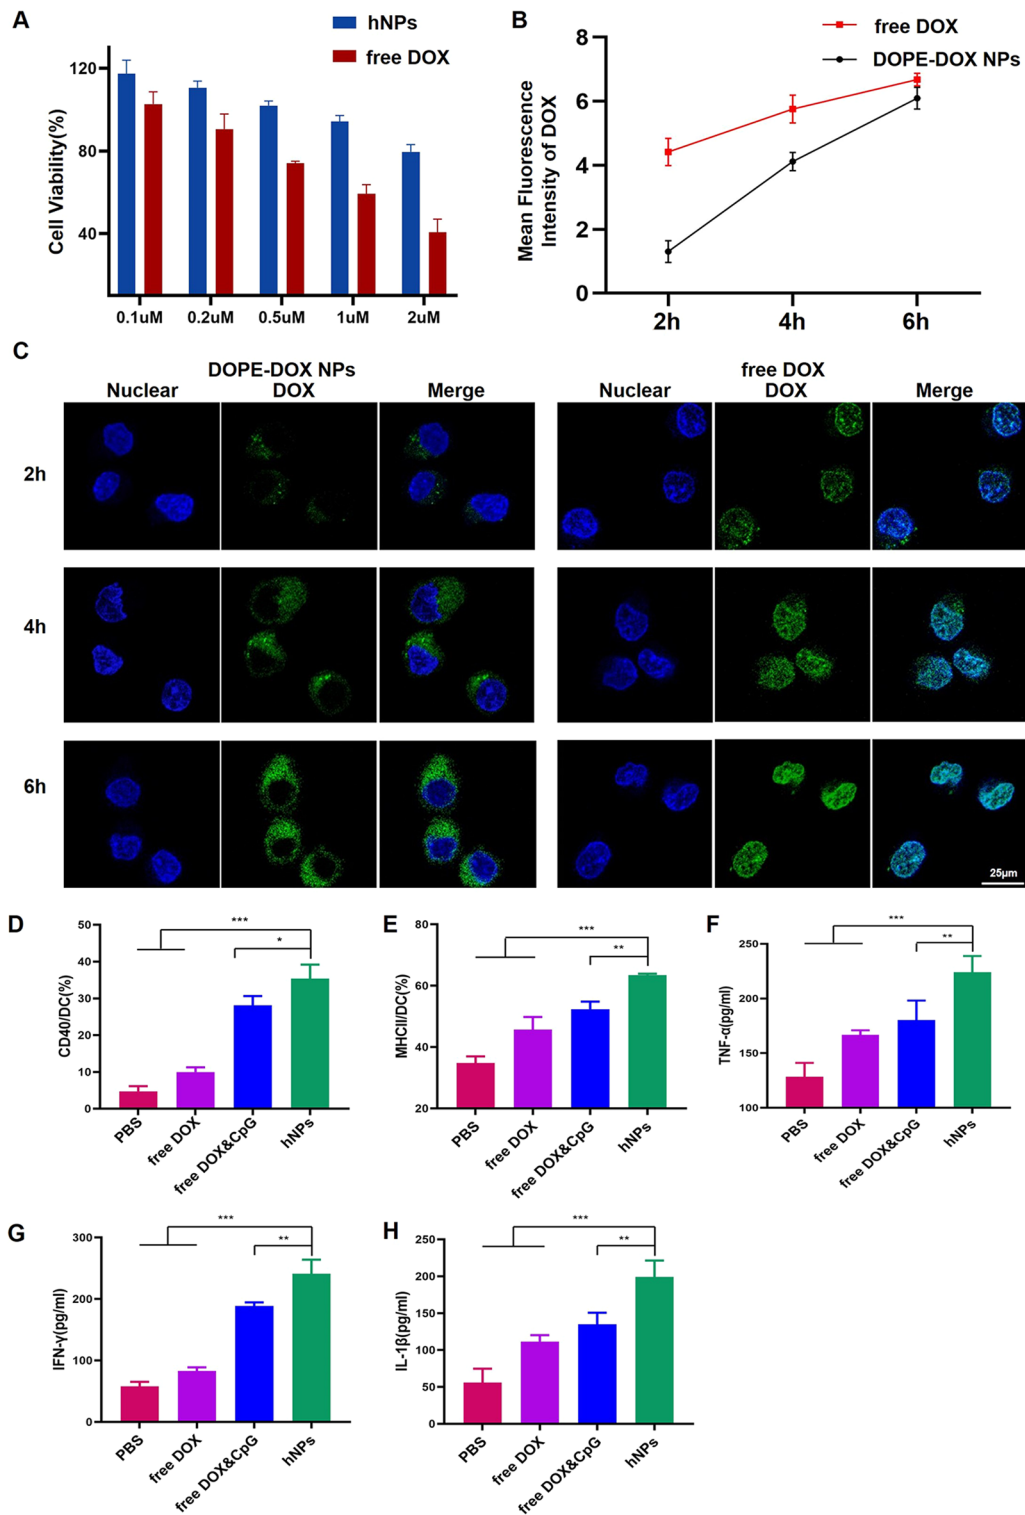 A
hNPs
free DOX
Cell Viability(%)
120
80
40
0.1uM 0.2uM 0.5uM 1uM 2uM
B
free DOX
DOPE-DOX NPs
Mean Fluorescence
Intensity of DOX
8
6
4
2
0
2h 4h 6h
C
DOPE-DOX NPs
Nuclear DOX Merge
free DOX
Nuclear DOX Merge
2h
4h
6h
25μm
D
CD40/DC(%)
50
40
30
20
10
0
***
*
PBS
free DOX
free DOX&CpG
hNPs
E
MHCII/DC(%)
80
60
40
20
***
**
PBS
free DOX
free DOX&CpG
hNPs
F
TNF-α(pg/ml)
250
200
150
100
***
**
PBS
free DOX
free DOX&CpG
hNPs
G
IFN-γ(pg/ml)
300
200
100
0
***
**
PBS
free DOX
free DOX&CpG
hNPs
H
IL-1β(pg/ml)
250
200
150
100
50
0
***
**
PBS
free DOX
free DOX&CpG
hNPs